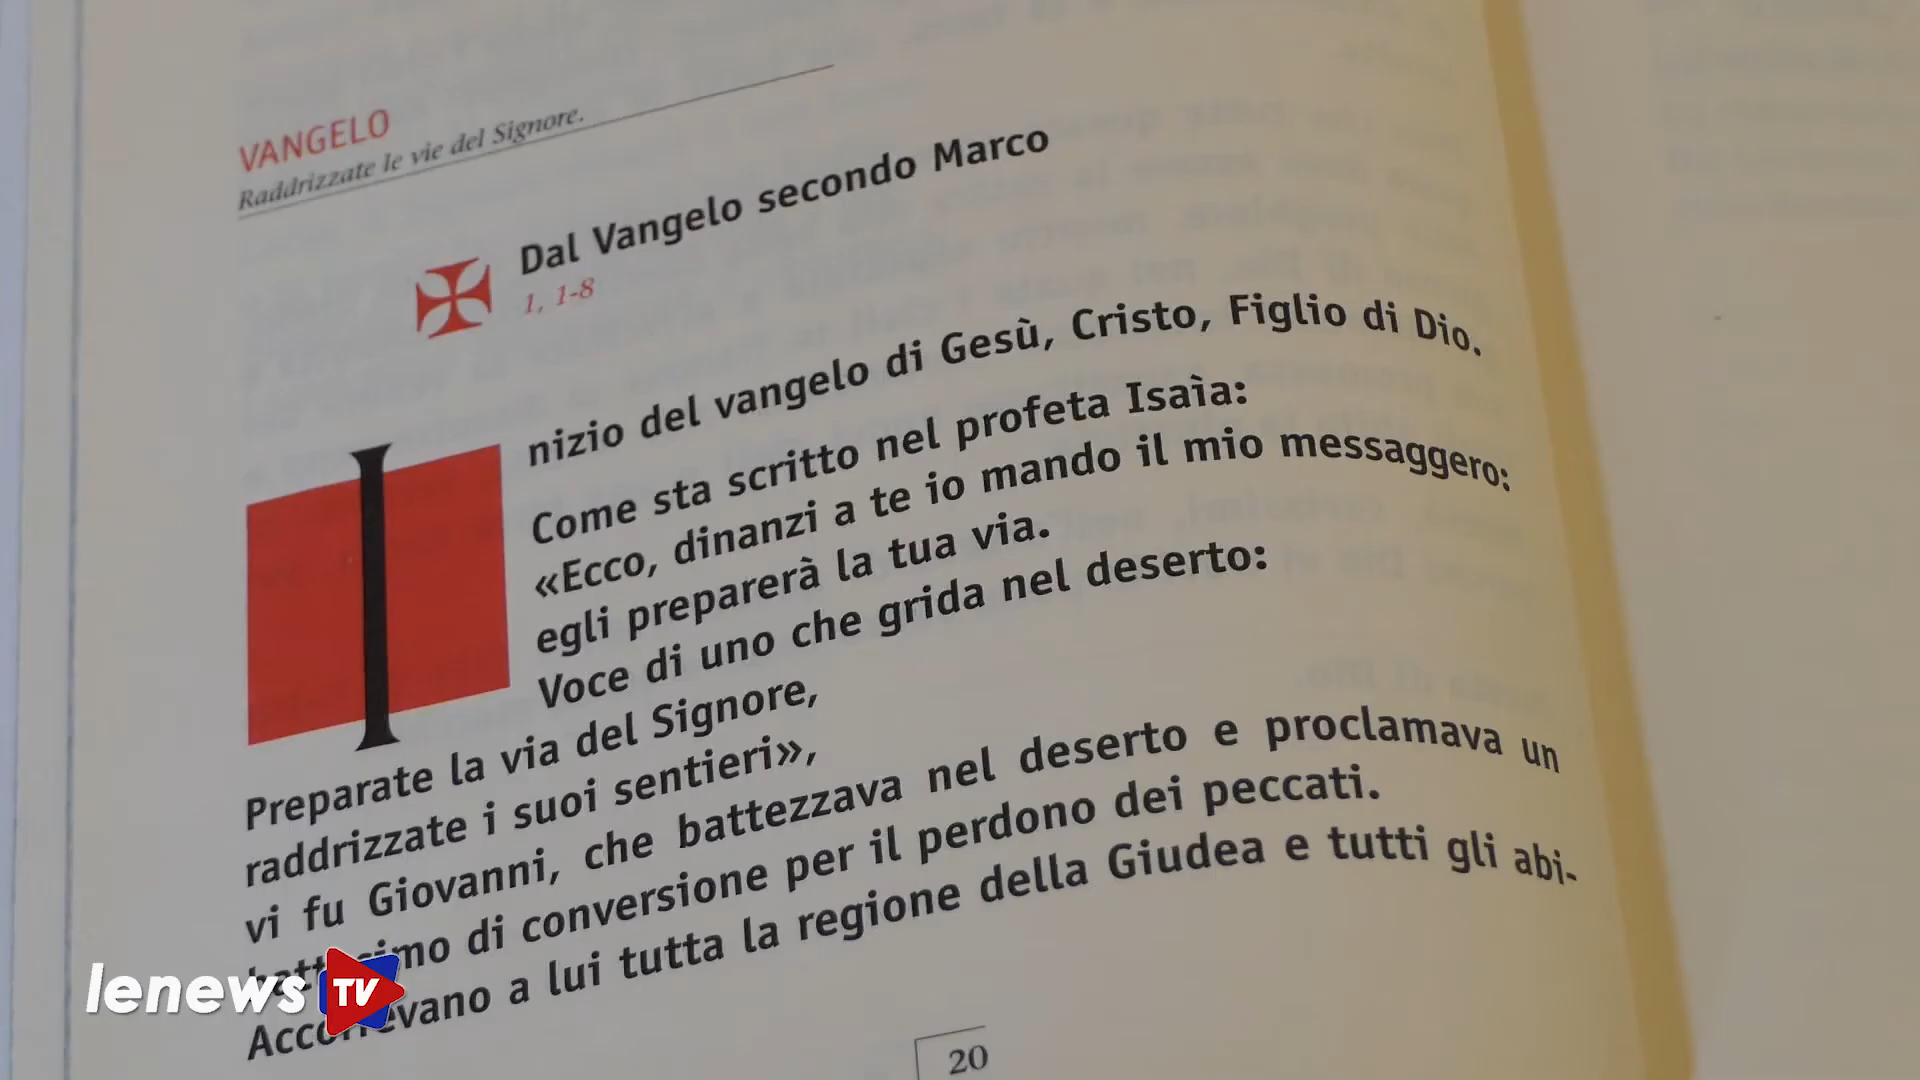 VANGELO
Raddrizzate le vie del Signore.
Dal Vangelo secondo Marco
1, 1-8
Inizio del vangelo di Gesù, Cristo, Figlio di Dio.
Come sta scritto nel profeta Isaìa:
«Ecco, dinanzi a te io mando il mio messaggero:
egli preparerà la tua via.
Voce di uno che grida nel deserto:
Preparate la via del Signore,
raddrizzate i suoi sentieri»,
vi fu Giovanni, che battezzava nel deserto e proclamava un
battesimo di conversione per il perdono dei peccati.
Accorrevano a lui tutta la regione della Giudea e tutti gli abi-
20
lenews TV